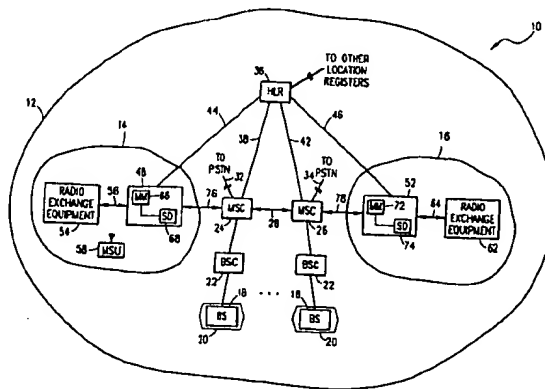 10
TO OTHER
LOCATION
REGISTERS
36
HLR
12
44
46
14
38
42
16
TO
PSTN
32
TO
PSTN
34
48
52
RADIO
EXCHANGE
EQUIPMENT
54
56
MM
66
SD
68
58
MSU
76
MSC
24
28
MSC
26
78
MM
72
SD
74
64
RADIO
EXCHANGE
EQUIPMENT
62
22
BSC
BSC
22
18
BS
20
...
18
BS
20